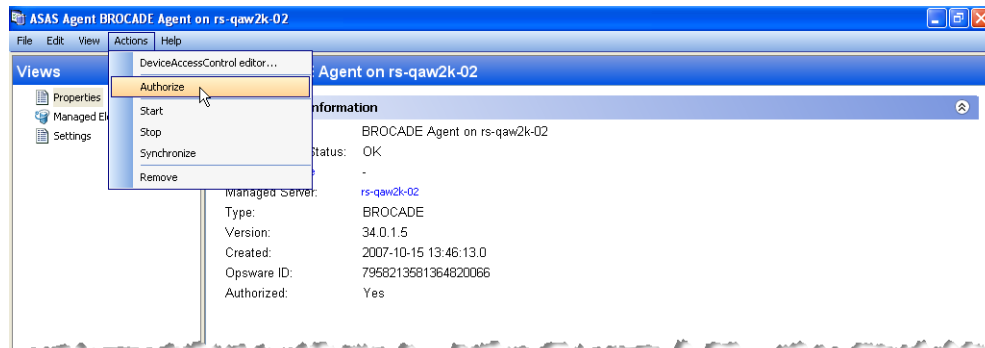 ASAS Agent BROCADE Agent on rs-qaw2k-02
File Edit View Actions Help
Views
Agent on rs-qaw2k-02
DeviceAccessControl editor...
Authorize
Start
Stop
Synchronize
Remove
Properties
Managed El
Settings
nformation
BROCADE Agent on rs-qaw2k-02
Status: OK
-
Managed Server: rs-qaw2k-02
Type: BROCADE
Version: 34.0.1.5
Created: 2007-10-15 13:46:13.0
Opsware ID: 7958213581364820066
Authorized: Yes